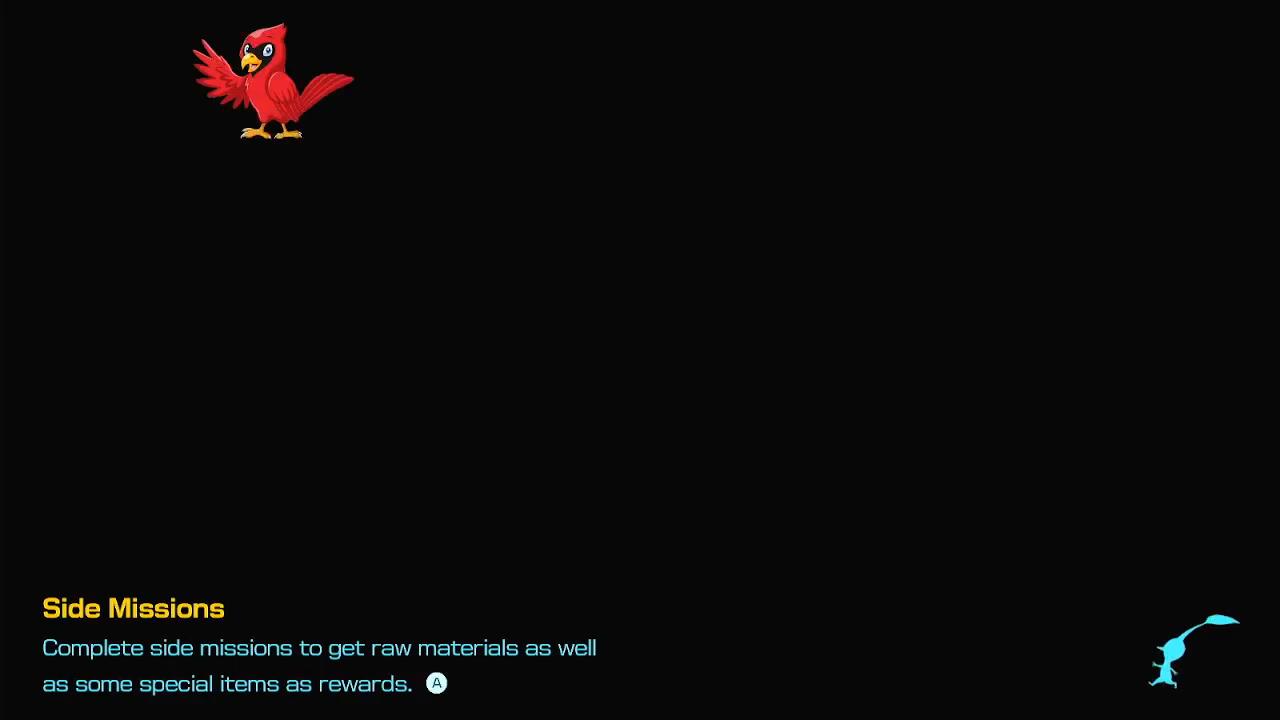 Side Missions
Complete side missions to get raw materials as well
as some special items as rewards. A